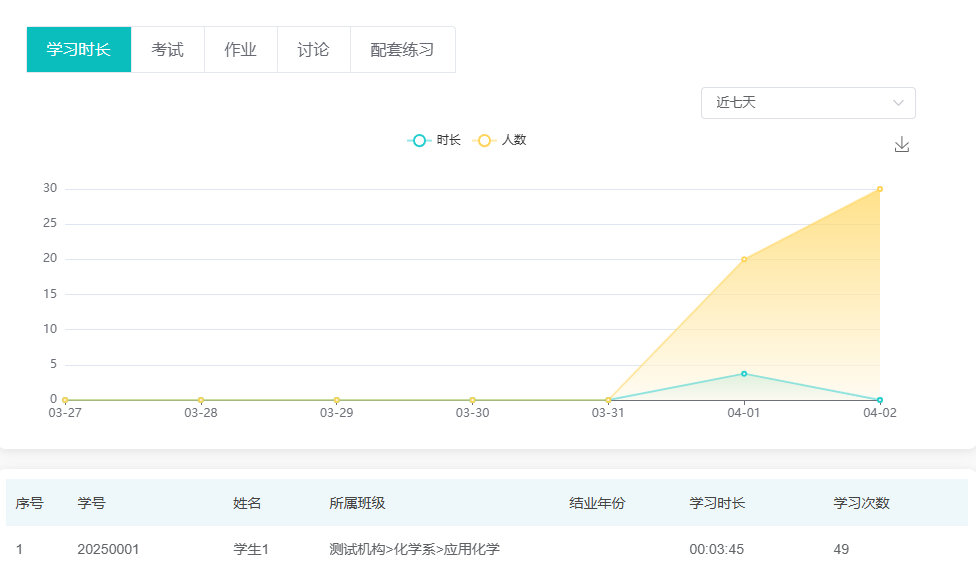 学习时长 考试 作业 讨论 配套练习
近七天
时长 人数
30
25
20
15
10
5
0
03-27 03-28 03-29 03-30 03-31 04-01 04-02
序号 学号 姓名 所属班级 结业年份 学习时长 学习次数
1 20250001 学生1 测试机构>化学系>应用化学 00:03:45 49